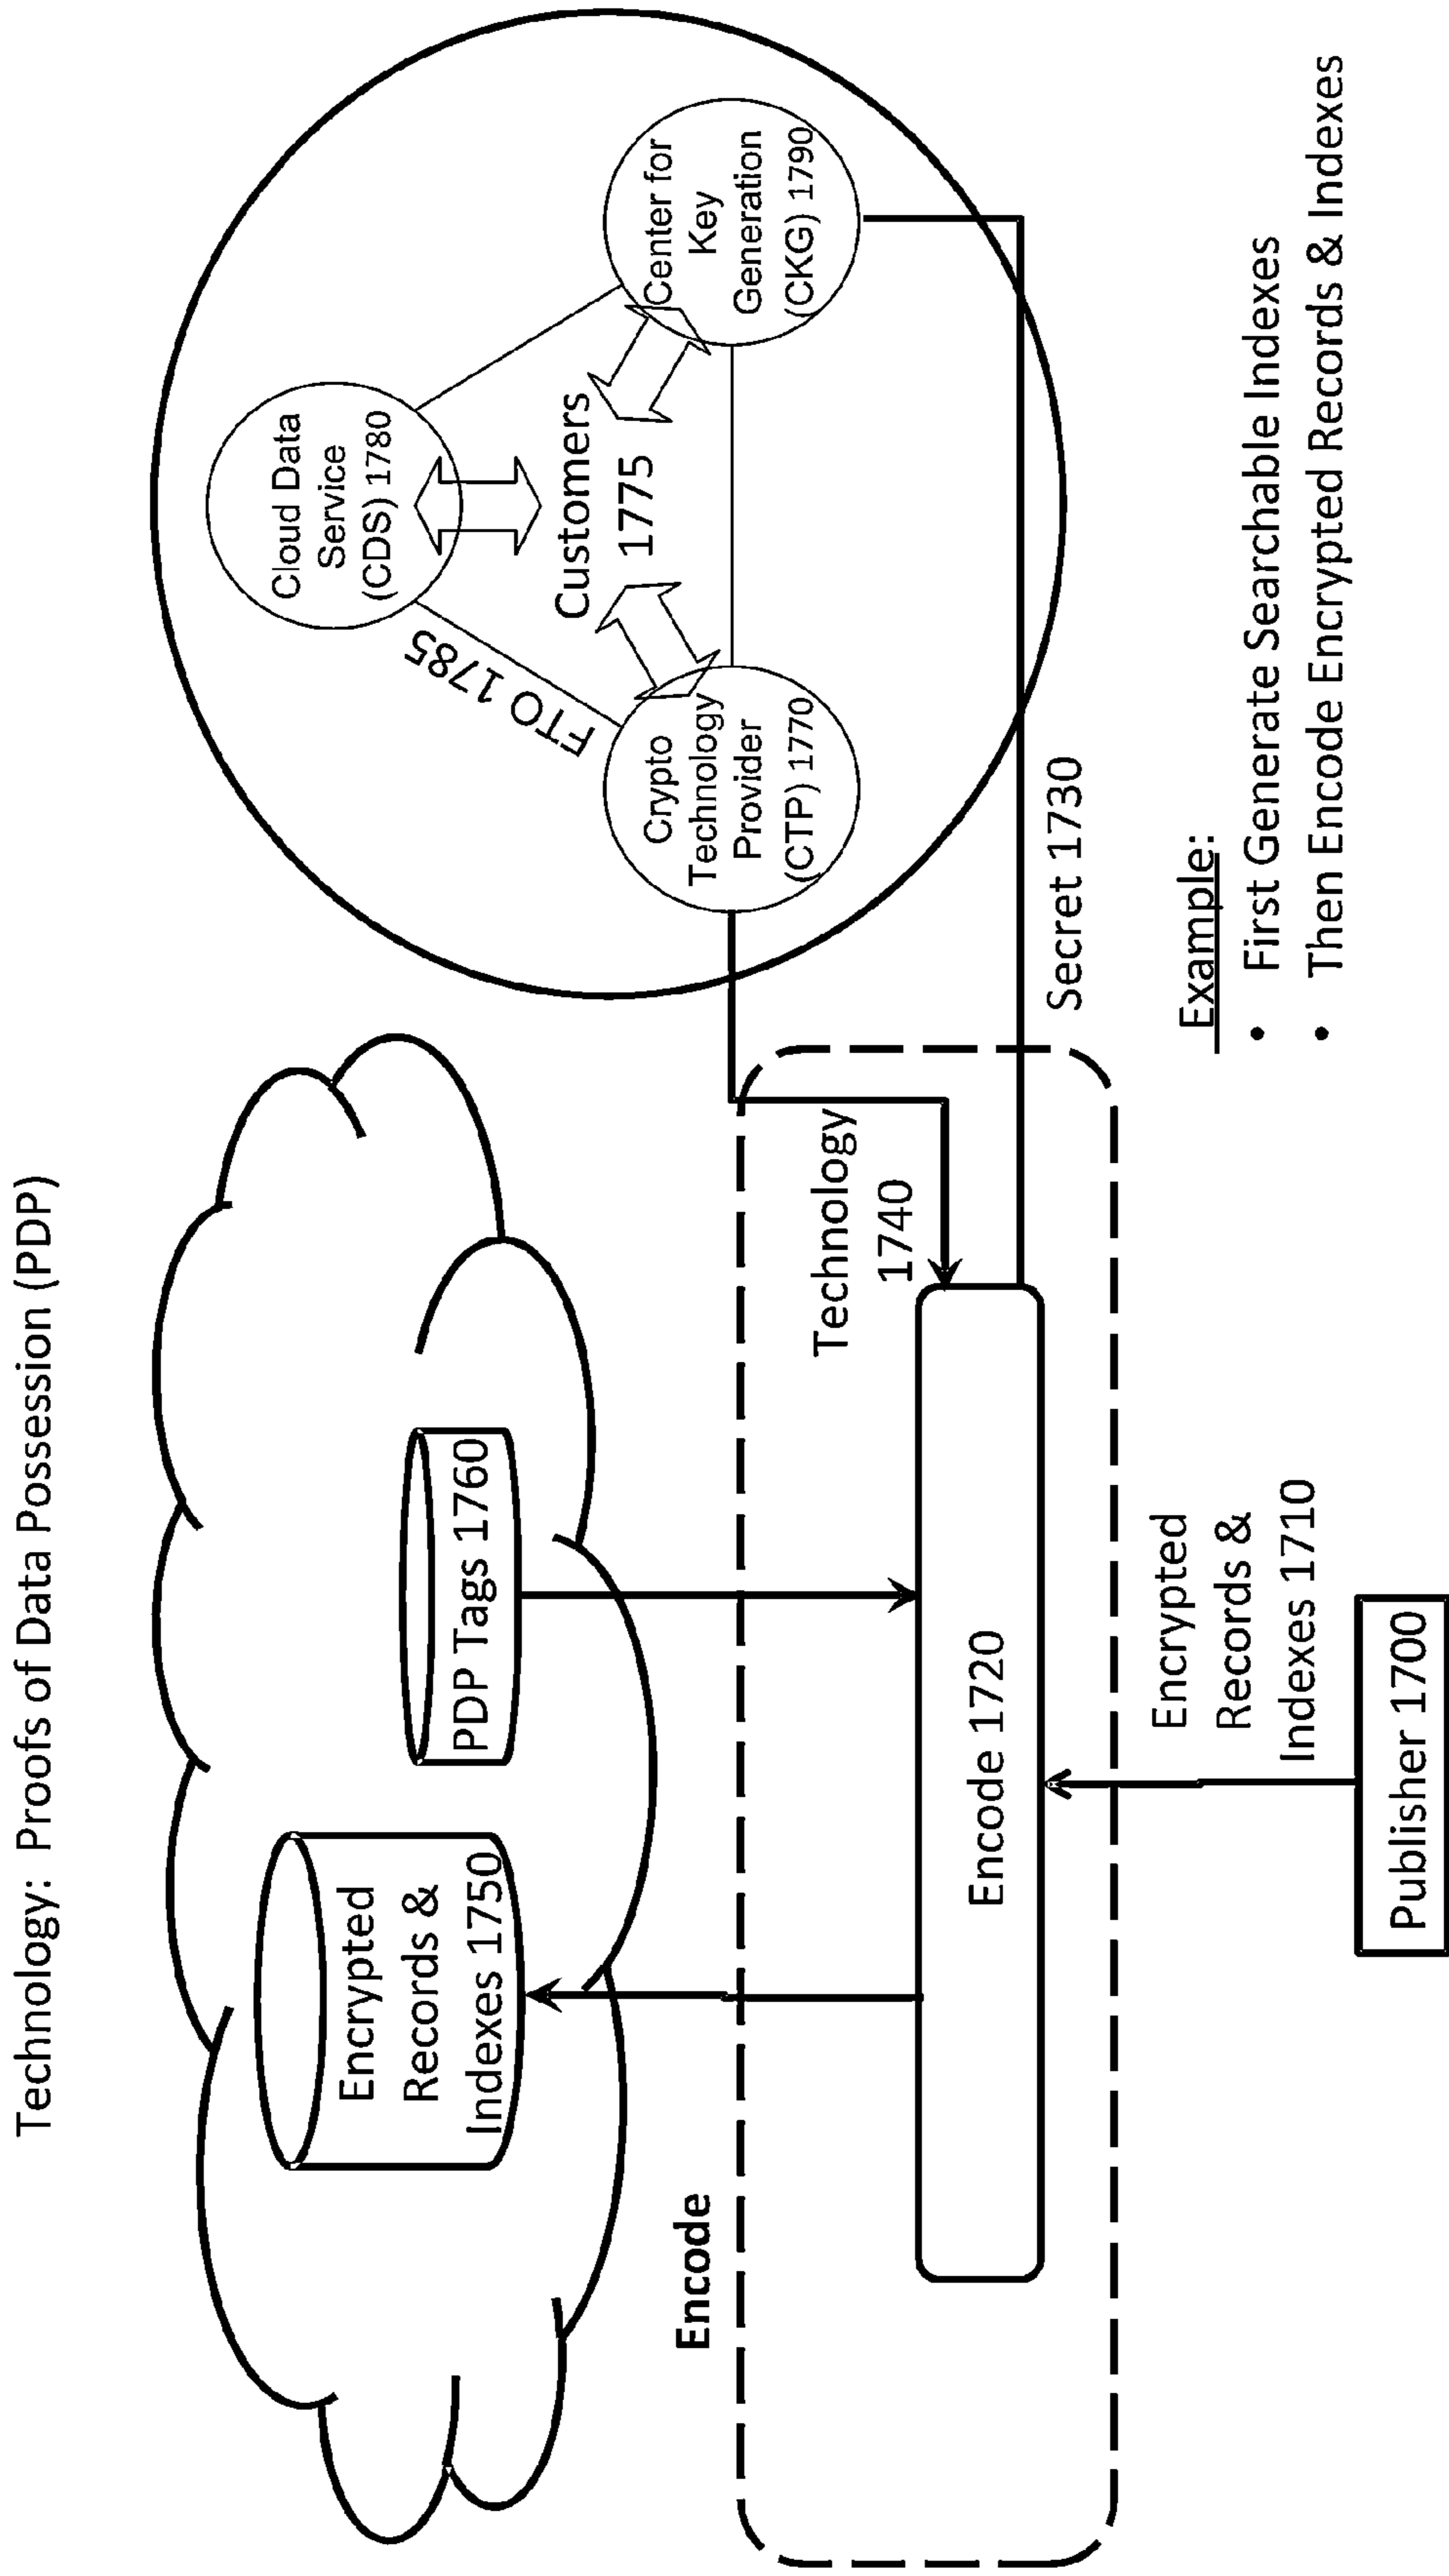 Technology:  Proofs of Data Possession (PDP)
Encrypted
Records &
Indexes 1750
PDP Tags 1760
Cloud Data
Service
(CDS) 1780
FTO 1785
Customers
1775
Crypto
Technology
Provider
(CTP) 1770
Center for
Key
Generation
(CKG) 1790
Encode
Technology
1740
Encode 1720
Secret 1730
Encrypted
Records &
Indexes 1710
Publisher 1700
Example:
• First Generate Searchable Indexes
• Then Encode Encrypted Records & Indexes